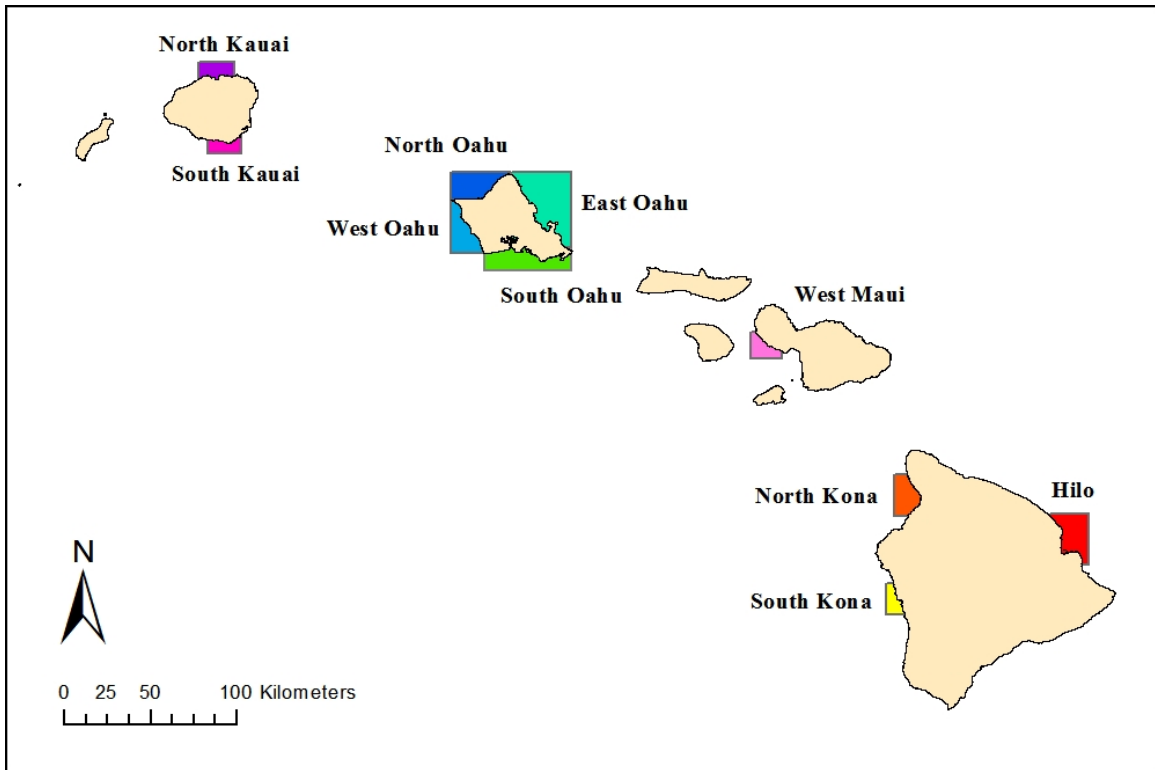 North Kauai
South Kauai
North Oahu
East Oahu
West Oahu
South Oahu
West Maui
North Kona
Hilo
South Kona
N
0 25 50 100 Kilometers